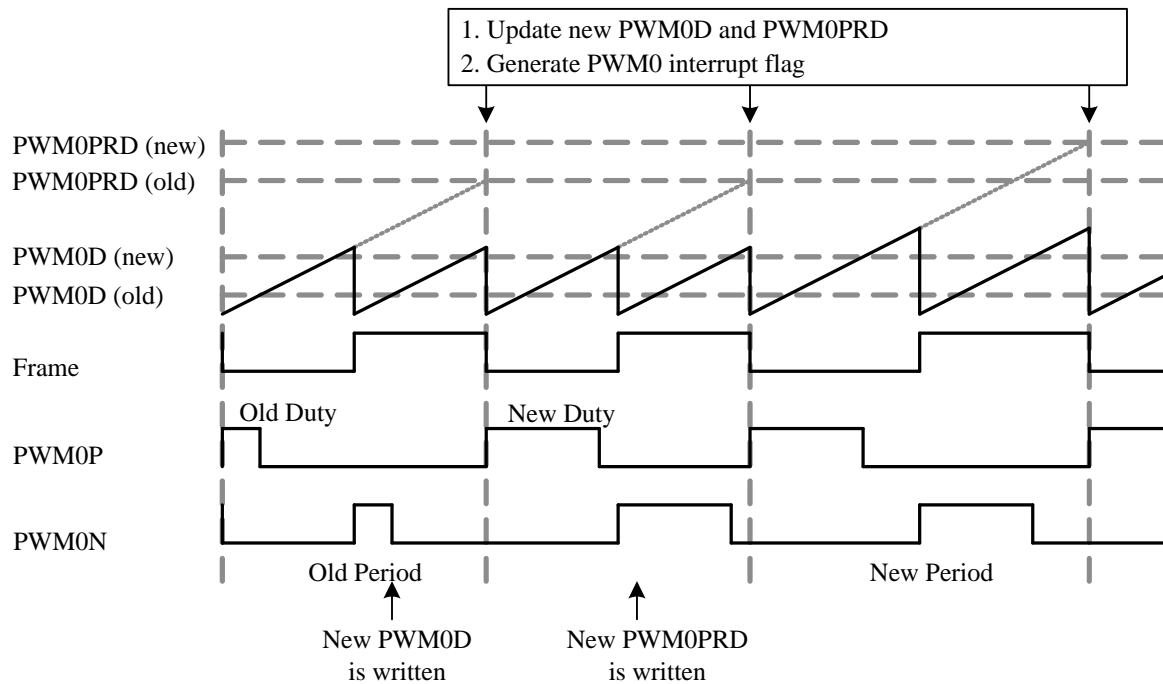 1. Update new PWM0D and PWM0PRD
2. Generate PWM0 interrupt flag
PWM0PRD (new)
PWM0PRD (old)
PWM0D (new)
PWM0D (old)
Frame
Old Duty
New Duty
PWM0P
PWM0N
Old Period
New Period
New PWM0D
is written
New PWM0PRD
is written